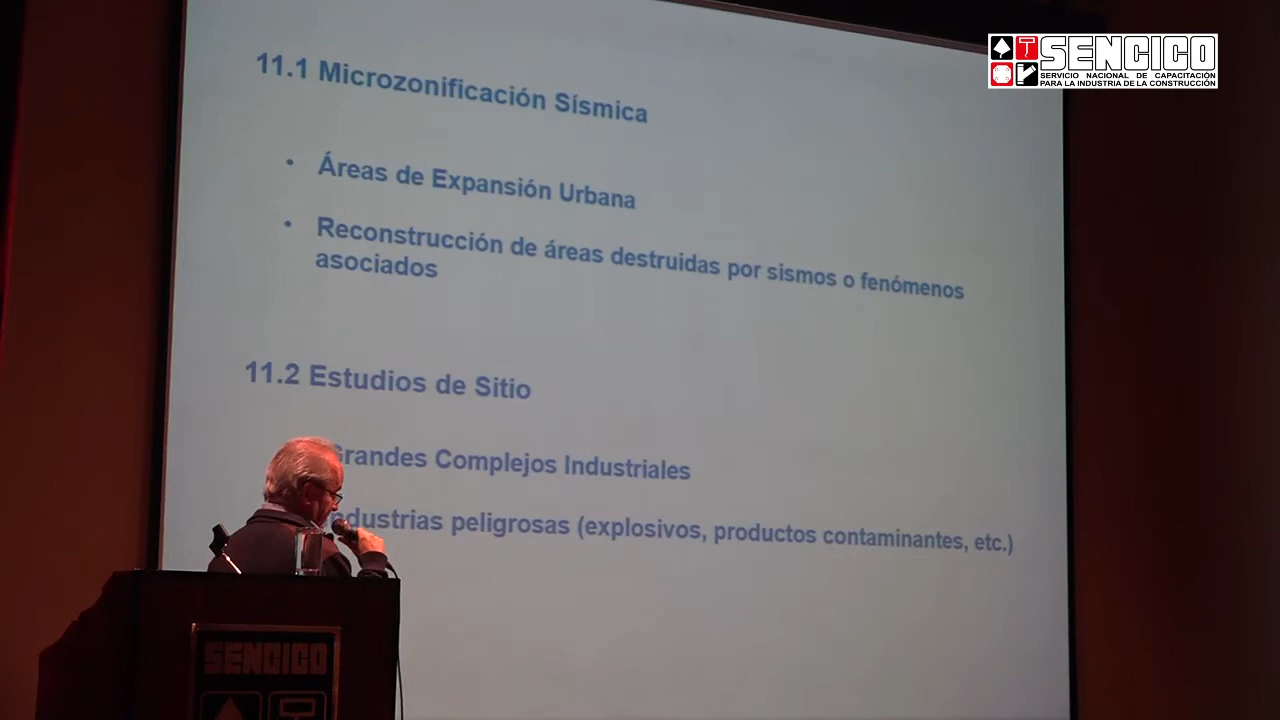 11.1 Microzonificación Sísmica
• Áreas de Expansión Urbana
• Reconstrucción de áreas destruidas por sismos o fenómenos
asociados
11.2 Estudios de Sitio
Grandes Complejos Industriales
Industrias peligrosas (explosivos, productos contaminantes, etc.)
SENCICO
SERVICIO NACIONAL DE CAPACITACIÓN
PARA LA INDUSTRIA DE LA CONSTRUCCIÓN
SENCICO